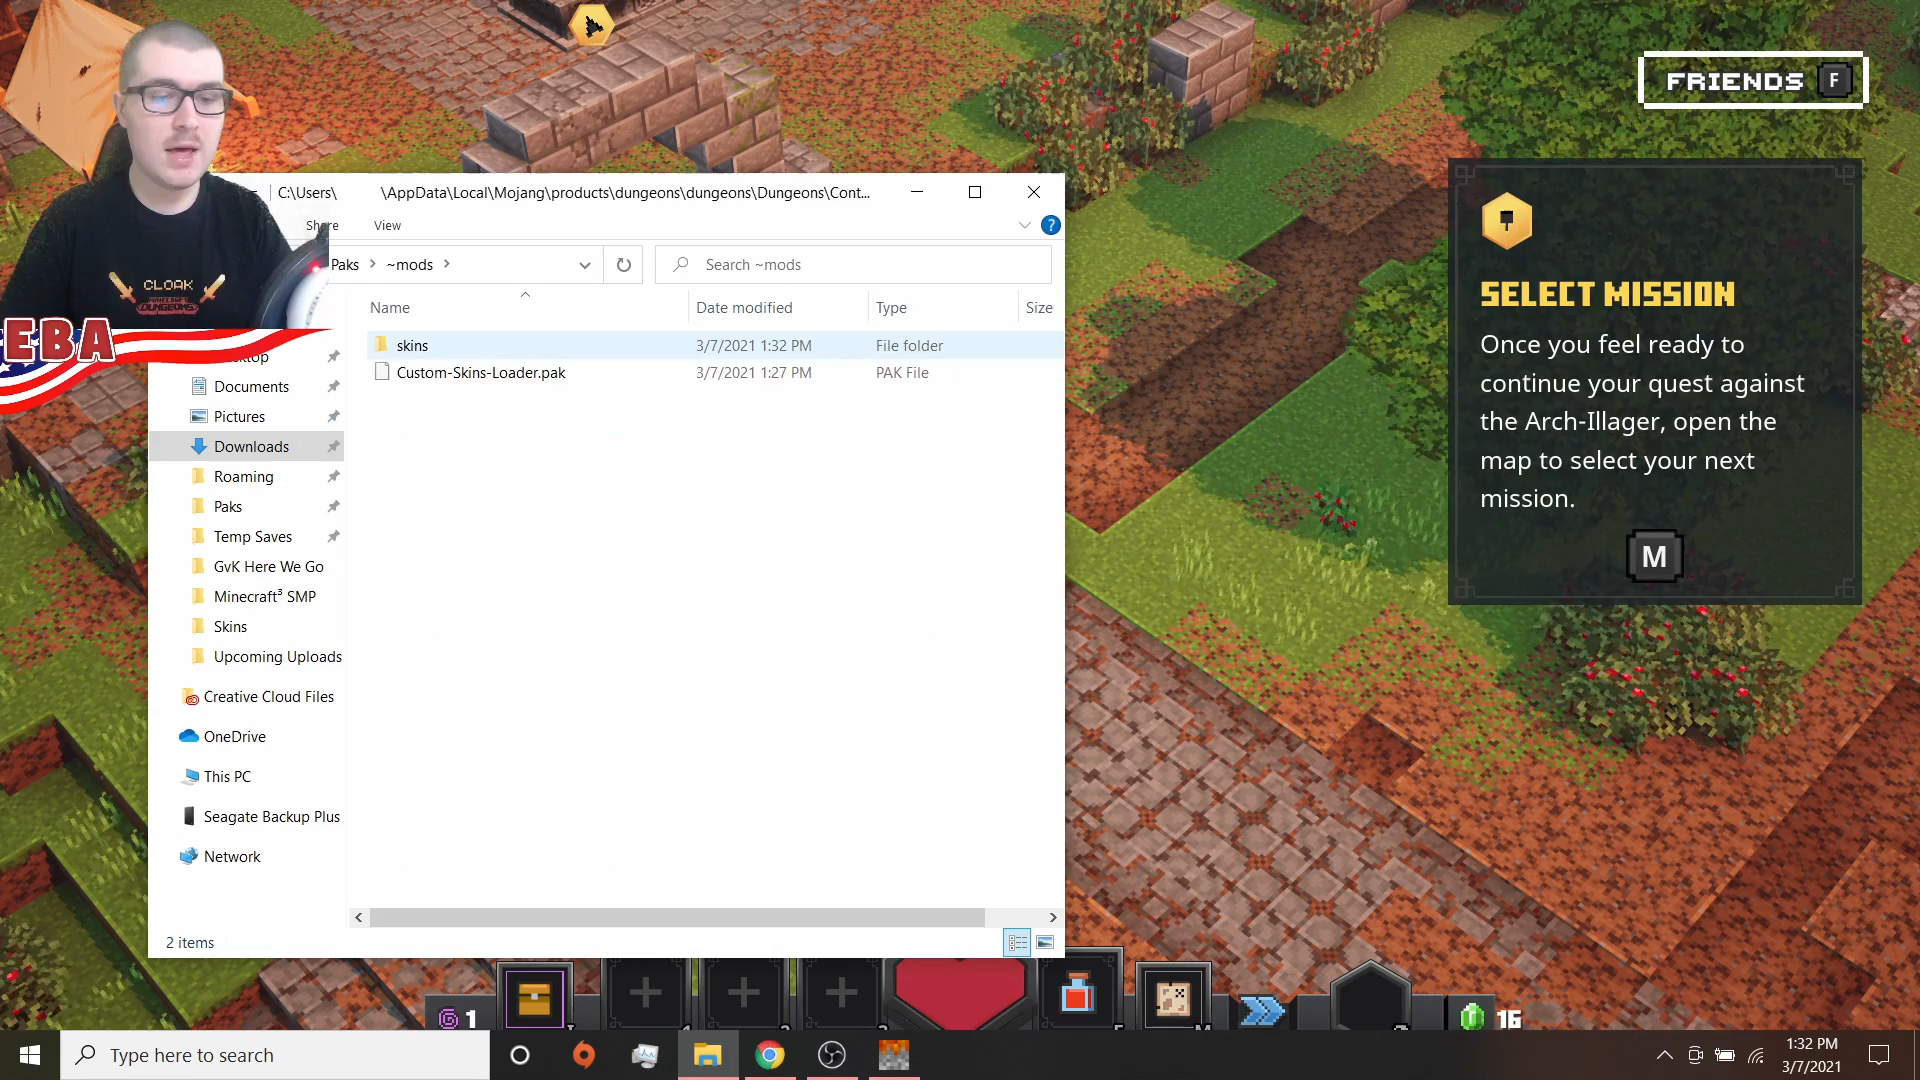 FRIENDS F
C:\Users\ \AppData\Local\Mojang\products\dungeons\dungeons\Dungeons\Cont...
Share View
?
Paks > ~mods >
Search ~mods
Name Date modified Type Size
skins 3/7/2021 1:32 PM File folder
Custom-Skins-Loader.pak 3/7/2021 1:27 PM PAK File
CLOAK
MINECRAFT
DUNGEONS
EBA
Documents
Pictures
Downloads
Roaming
Paks
Temp Saves
GvK Here We Go
Minecraft³ SMP
Skins
Upcoming Uploads
Creative Cloud Files
OneDrive
This PC
Seagate Backup Plus
Network
2 items
SELECT MISSION
Once you feel ready to
continue your quest against
the Arch-Illager, open the
map to select your next
mission.
M
1
16
Type here to search
1:32 PM
3/7/2021